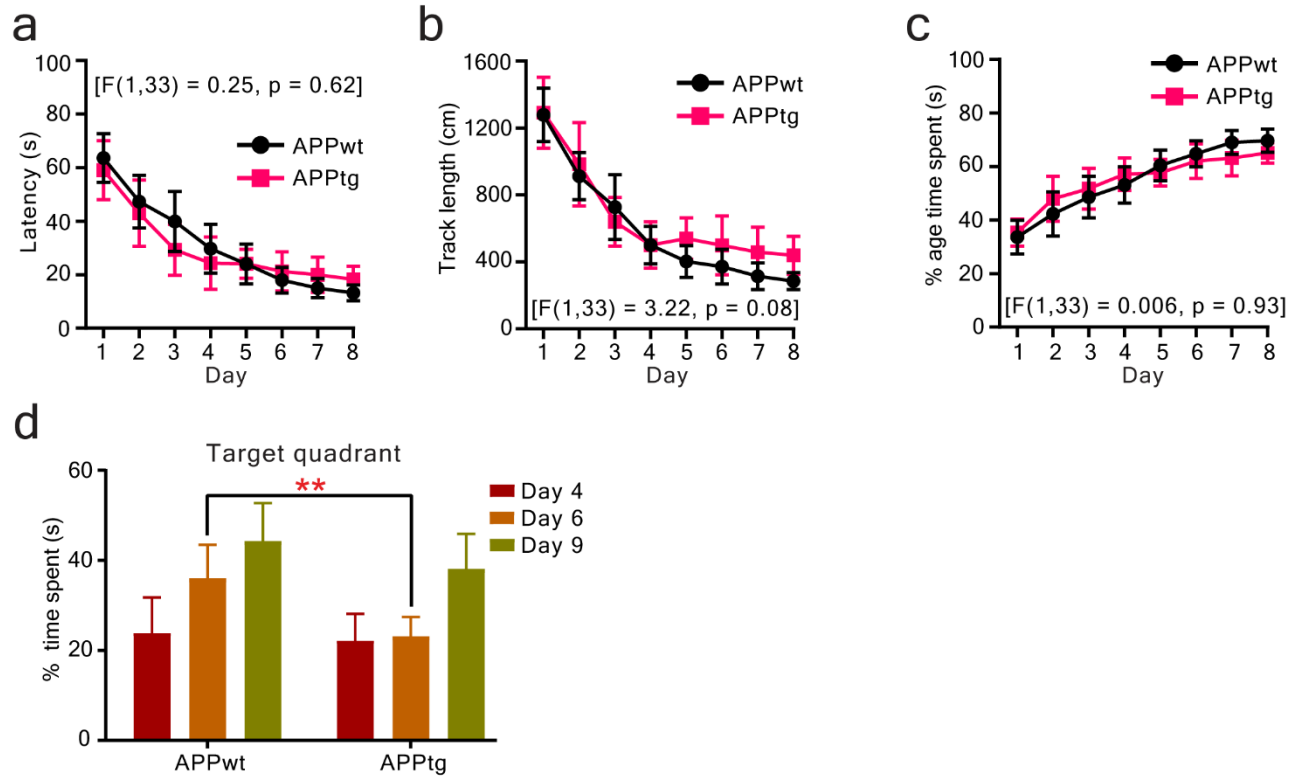 a
Latency (s)
100
80
60
40
20
0
[F(1,33) = 0.25, p = 0.62]
APPwt
APPtg
1 2 3 4 5 6 7 8
Day
b
Track length (cm)
1600
1200
800
400
0
APPwt
APPtg
[F(1,33) = 3.22, p = 0.08]
1 2 3 4 5 6 7 8
Day
c
% age time spent (s)
100
80
60
40
20
0
APPwt
APPtg
[F(1,33) = 0.006, p = 0.93]
1 2 3 4 5 6 7 8
Day
d
Target quadrant
% time spent (s)
60
40
20
0
**
Day 4
Day 6
Day 9
APPwt APPtg